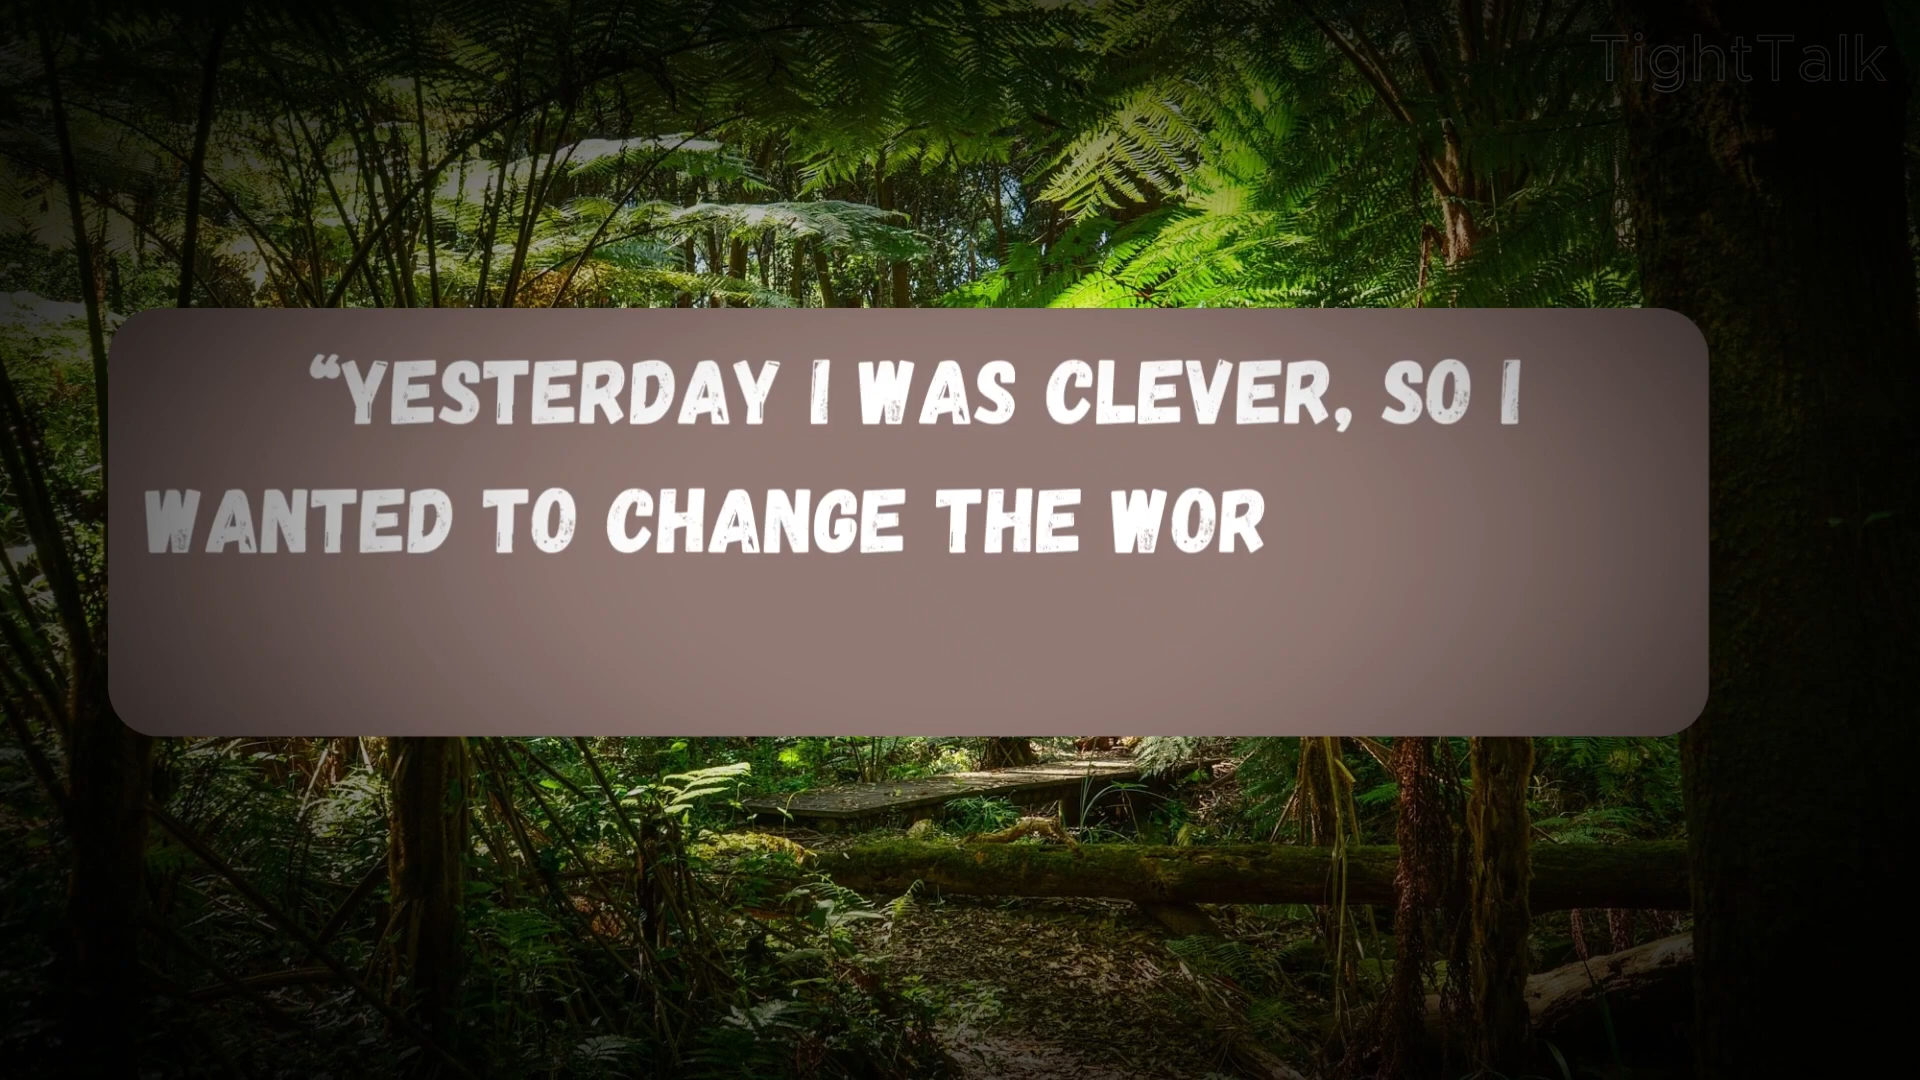 TightTalk
“YESTERDAY I WAS CLEVER, SO I
WANTED TO CHANGE THE WOR